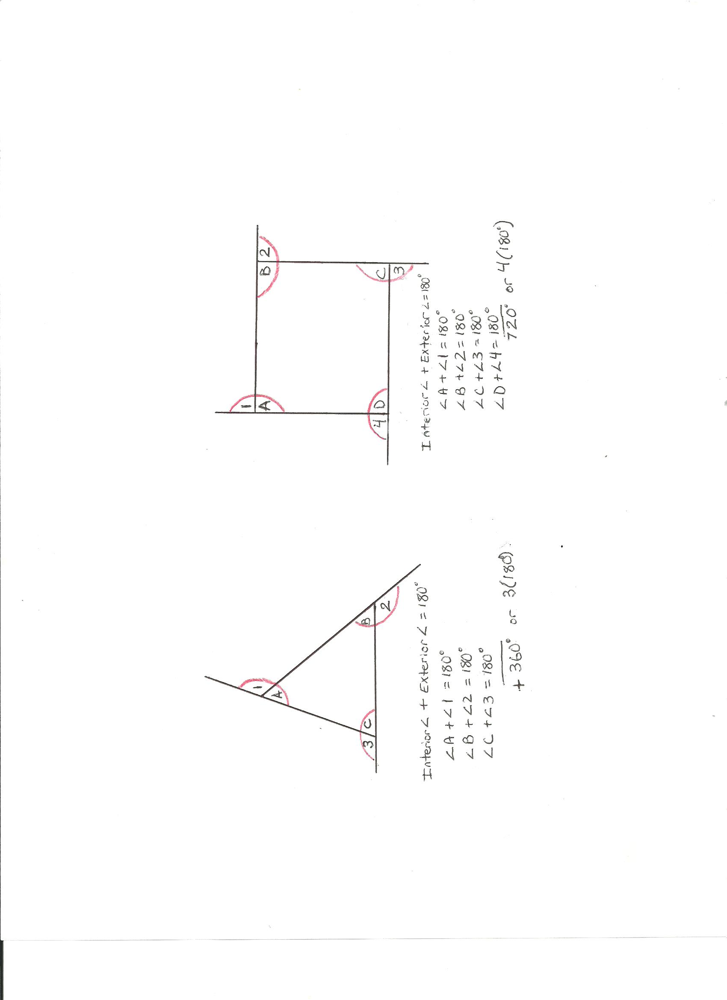 1
A
B
2
3
C
Interior ∠ + Exterior ∠ = 180°
∠A + ∠1 = 180°
∠B + ∠2 = 180°
∠C + ∠3 = 180°
+ 360° or 3(180°)
1
A
B
2
4
D
C
3
Interior ∠ + Exterior ∠ = 180°
∠A + ∠1 = 180°
∠B + ∠2 = 180°
∠C + ∠3 = 180°
∠D + ∠4 = 180°
720° or 4(180°)